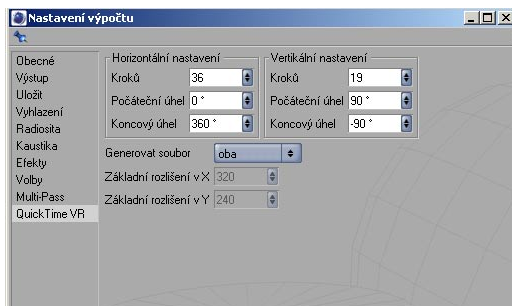 Nastavení výpočtu
Obecné
Výstup
Uložit
Vyhlazení
Radiosita
Kaustika
Efekty
Volby
Multi-Pass
QuickTime VR
Horizontální nastavení
Kroků 36
Počáteční úhel 0 °
Koncový úhel 360 °
Vertikální nastavení
Kroků 19
Počáteční úhel 90 °
Koncový úhel -90 °
Generovat soubor oba
Základní rozlišení v X 320
Základní rozlišení v Y 240